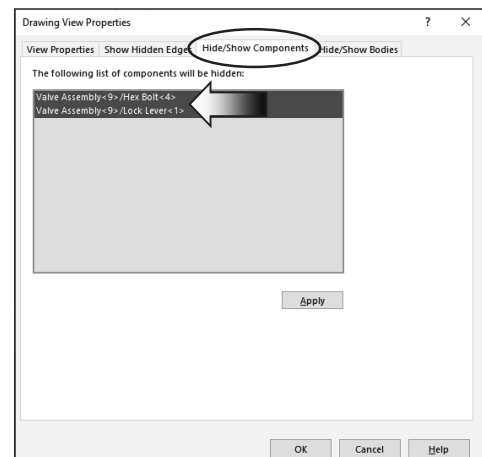 Drawing View Properties ? ×
View Properties Show Hidden Edges Hide/Show Components Hide/Show Bodies
The following list of components will be hidden:
Valve Assembly<9>/Hex Bolt<4>
Valve Assembly<9>/Lock Lever<1>
Apply
OK Cancel Help